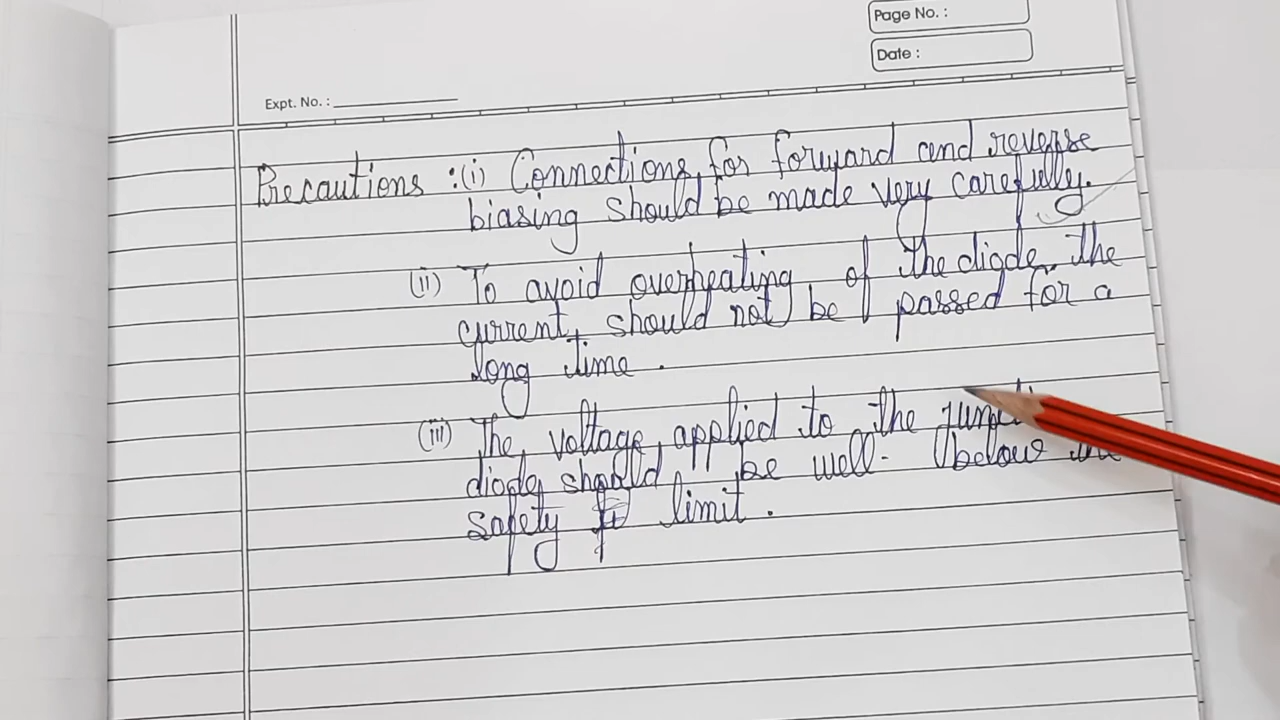 Page No. :
Date :
Expt. No. :
Precautions :(i) Connections for forward and reverse
biasing should be made very carefully.
(ii) To avoid overheating of the diode, the
current should not be passed for a
long time.
(iii) The voltage applied to the
diode should be well- below the
safety limit.